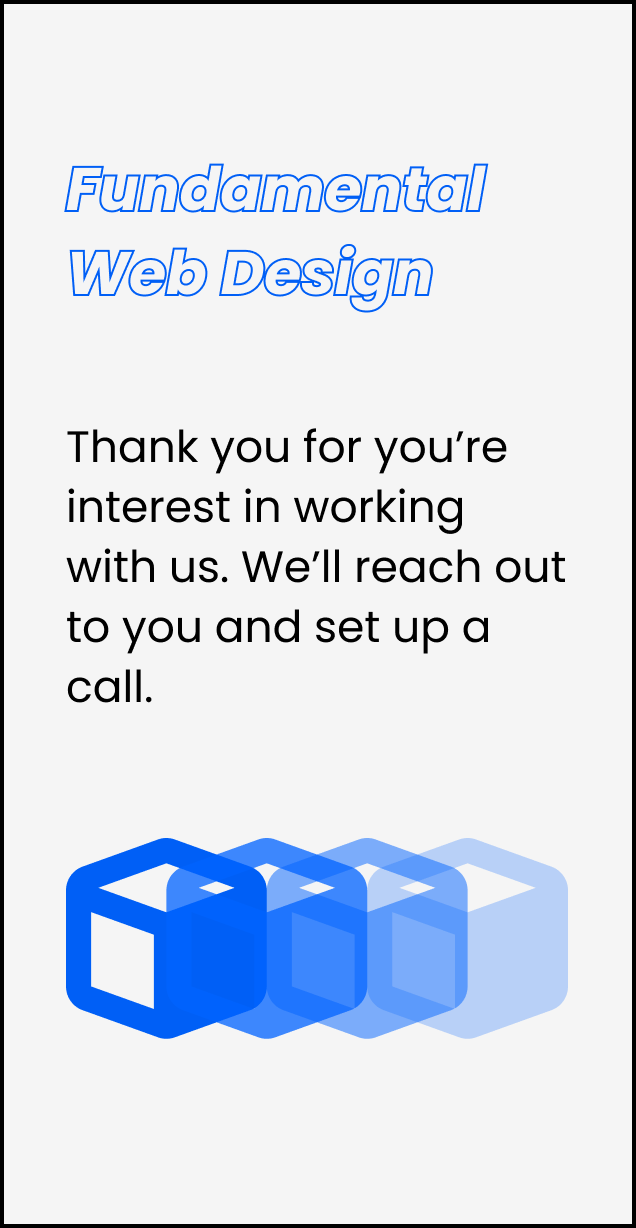 Fundamental
Web Design
Thank you for you’re
interest in working
with us. We’ll reach out
to you and set up a
call.